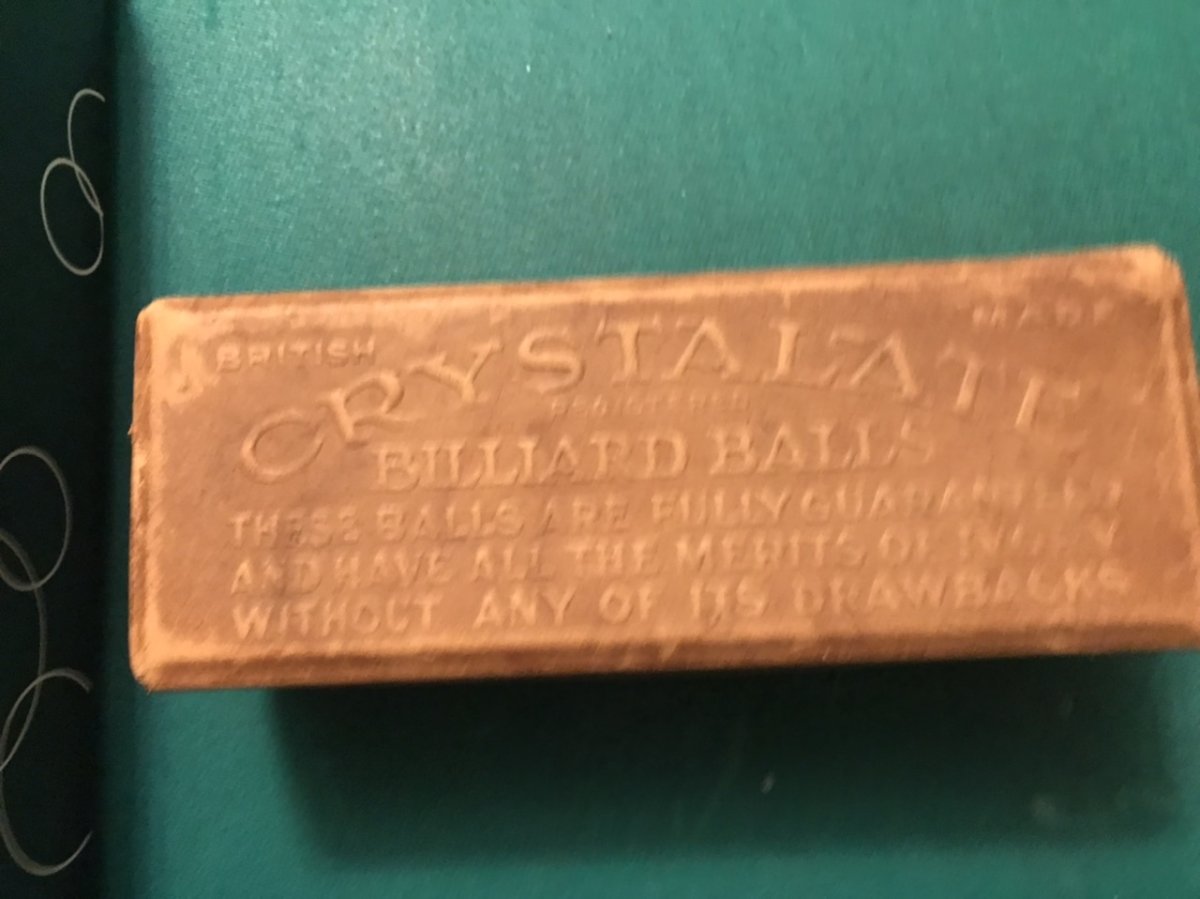 BRITISH MADE
CRYSTALATE
REGISTERED
BILLIARD BALLS
THESE BALLS ARE FULLY GUARANTEED
AND HAVE ALL THE MERITS OF IVORY
WITHOUT ANY OF ITS DRAWBACKS